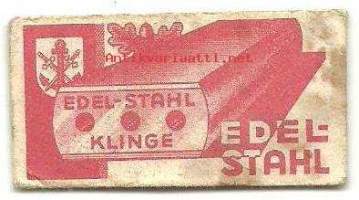 Antikvariaatti.net
EDEL-STAHL
KLINGE
EDEL-
STAHL